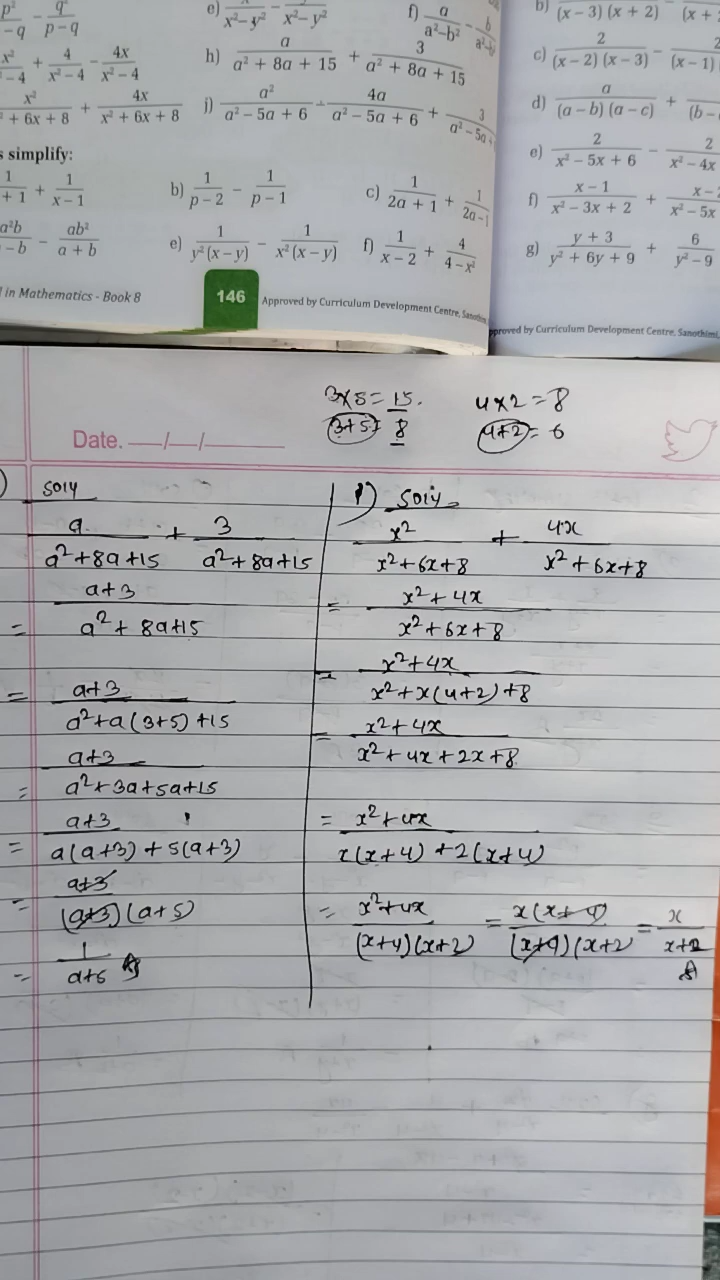 p² / –q - q² / p–q
e) / x²–y² - / x²–y²
f) a / a²–b² - b / a²–b
b) / (x – 3) (x + 2) / (x +
x² / –4 + 4 / x²–4 - 4x / x²–4
h) a / a² + 8a + 15 + 3 / a² + 8a + 15
c) 2 / (x – 2) (x – 3) – / (x – 1)
x² / + 6x + 8 + 4x / x² + 6x + 8
j) a² / a² – 5a + 6 - 4a / a² – 5a + 6 + 3 / a² – 5a +
d) a / (a – b) (a – c) + / (b –
s simplify:
e) 2 / x² – 5x + 6 – 2 / x² – 4x
1 / + 1 + 1 / x – 1
b) 1 / p – 2 – 1 / p – 1
c) 1 / 2a + 1 + 1 / 2a – 1
f) x – 1 / x² – 3x + 2 + x – / x² – 5x
a²b / – b – ab² / a + b
e) 1 / y² (x – y) – 1 / x² (x – y)
f) 1 / x – 2 + 4 / 4 – x²
g) y + 3 / y² + 6y + 9 + 6 / y² – 9
l in Mathematics - Book 8
146
Approved by Curriculum Development Centre, Sanothimi,
pproved by Curriculum Development Centre, Sanothimi,
3×5 = 15.
3+5= 8
4×2 = 8
4+2 = 6
Date. —/—/———
) soly
a / a²+8a+15 + 3 / a²+8a+15
= a+3 / a²+8a+15
= a+3 / a²+a(3+5)+15
= a+3 / a²+3a+5a+15
= a+3 / a(a+3)+5(a+3)
= a+3 / (a+3)(a+5)
= 1 / a+5
) soly
x² / x²+6x+8 + 4x / x²+6x+8
= x²+4x / x²+6x+8
= x²+4x / x²+x(4+2)+8
= x²+4x / x²+4x+2x+8
= x²+4x / x(x+4)+2(x+4)
= x²+4x / (x+4)(x+2) = x(x+4) / (x+4)(x+2 = x / x+2